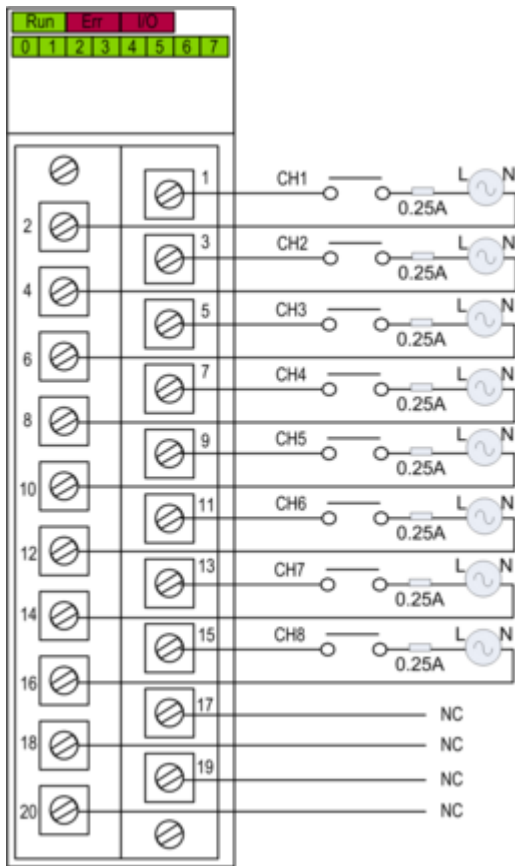 Run Err I/O
0 1 2 3 4 5 6 7
1 CH1 L N
0.25A
2
3 CH2 L N
0.25A
4
5 CH3 L N
0.25A
6
7 CH4 L N
0.25A
8
9 CH5 L N
0.25A
10
11 CH6 L N
0.25A
12
13 CH7 L N
0.25A
14
15 CH8 L N
0.25A
16
17 NC
18 NC
19 NC
20 NC